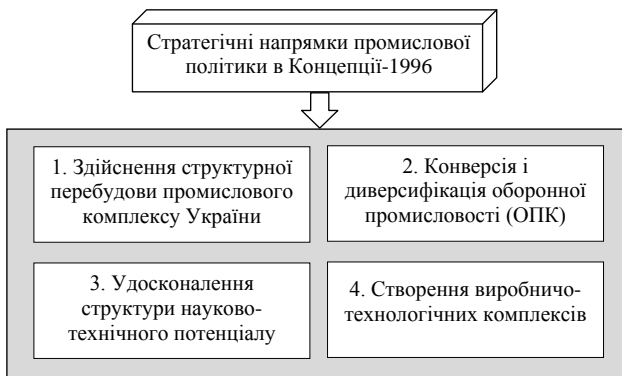 Стратегічні напрямки промислової
політики в Концепції-1996
1. Здійснення структурної
перебудови промислового
комплексу України
2. Конверсія і
диверсифікація оборонної
промисловості (ОПК)
3. Удосконалення
структури науково-
технічного потенціалу
4. Створення виробничо-
технологічних комплексів